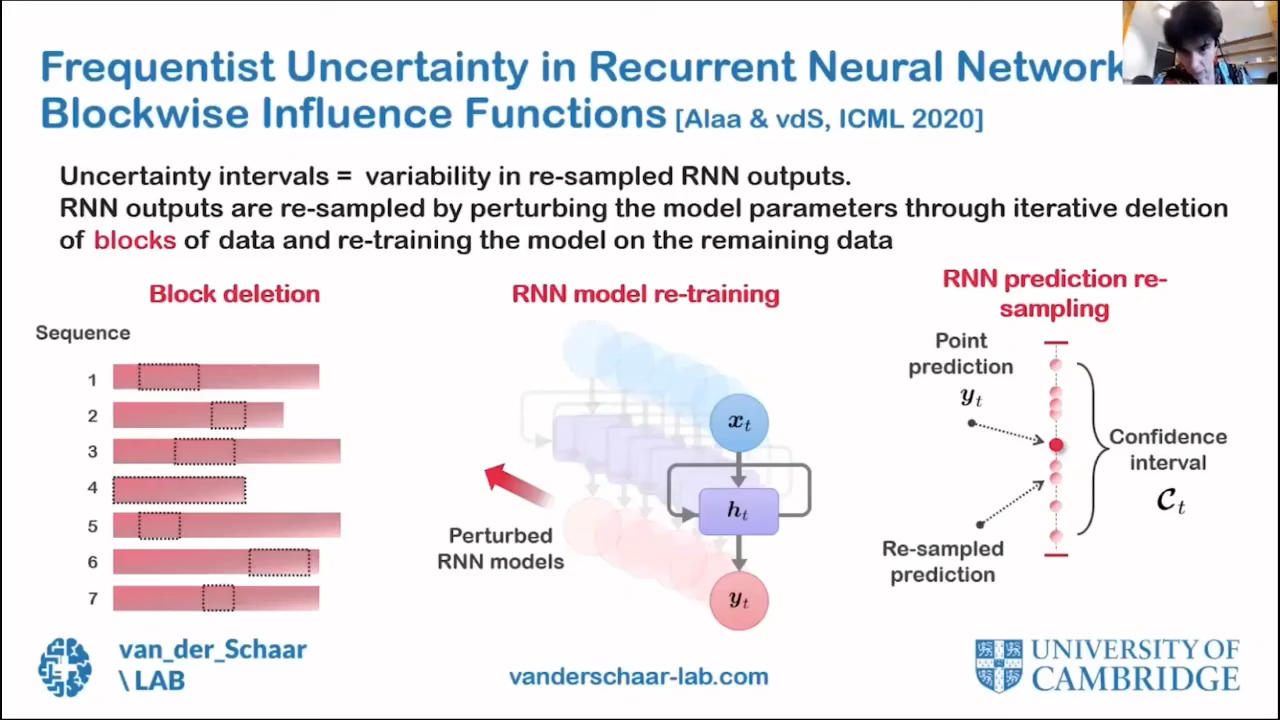 Frequentist Uncertainty in Recurrent Neural Network
Blockwise Influence Functions [Alaa & vdS, ICML 2020]
Uncertainty intervals = variability in re-sampled RNN outputs.
RNN outputs are re-sampled by perturbing the model parameters through iterative deletion
of blocks of data and re-training the model on the remaining data
Block deletion
Sequence
1
2
3
4
5
6
7
RNN model re-training
x_t
h_t
y_t
Perturbed
RNN models
RNN prediction re-
sampling
Point
prediction
y_t
Confidence
interval
C_t
Re-sampled
prediction
van_der_Schaar
\ LAB
vanderschaar-lab.com
UNIVERSITY OF
CAMBRIDGE